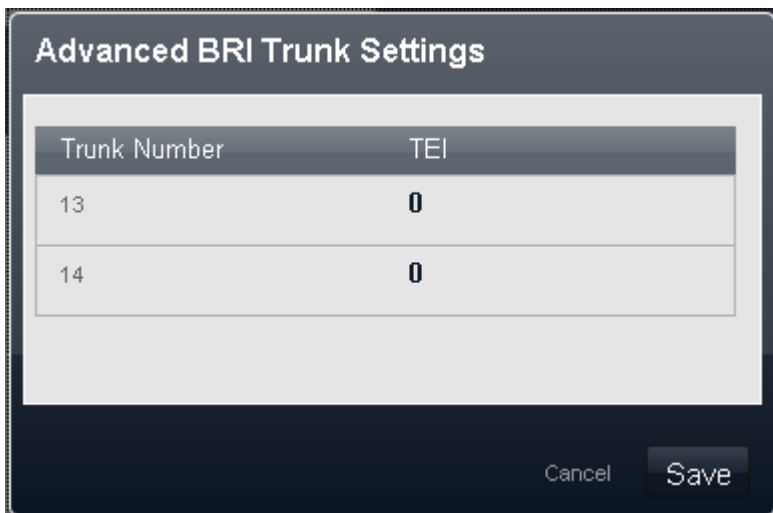 Advanced BRI Trunk Settings
Trunk Number TEI
13 0
14 0
Cancel Save